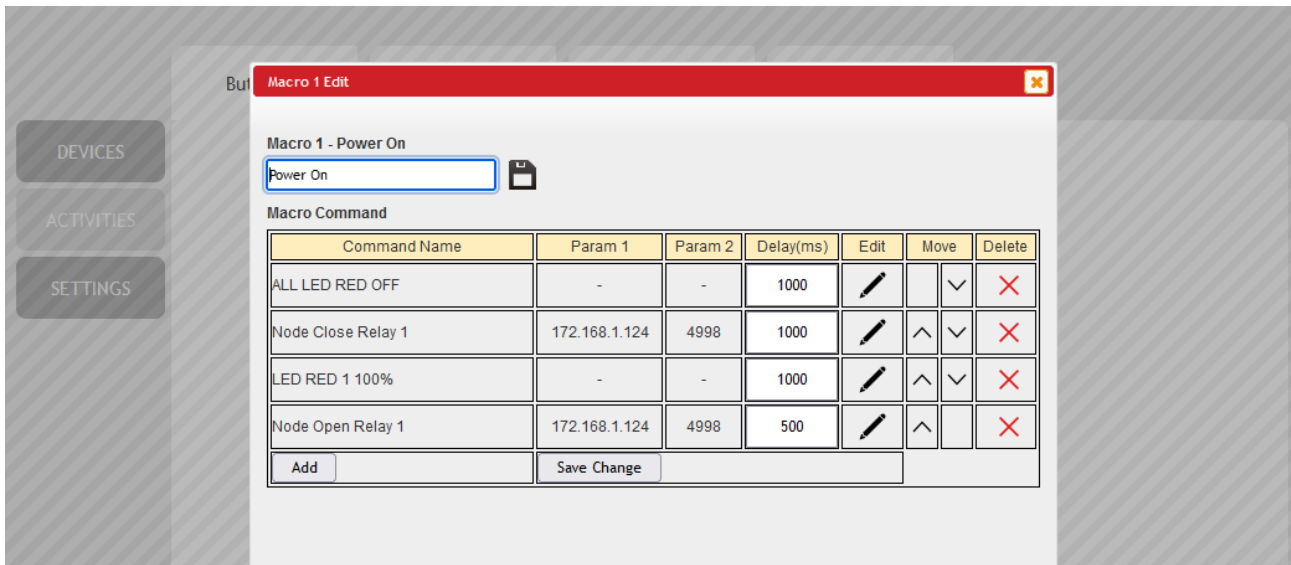 But
Macro 1 Edit
DEVICES
ACTIVITIES
SETTINGS
Macro 1 - Power On
Power On
Macro Command
Command Name Param 1 Param 2 Delay(ms) Edit Move Delete
ALL LED RED OFF - - 1000
Node Close Relay 1 172.168.1.124 4998 1000
LED RED 1 100% - - 1000
Node Open Relay 1 172.168.1.124 4998 500
Add Save Change